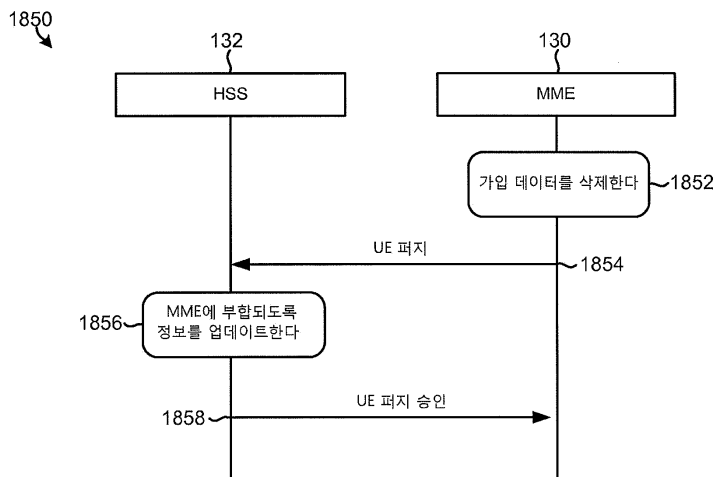 1850
132
130
HSS
MME
가입 데이터를 삭제한다
1852
UE 퍼지
1854
MME에 부합되도록
정보를 업데이트한다
1856
UE 퍼지 승인
1858